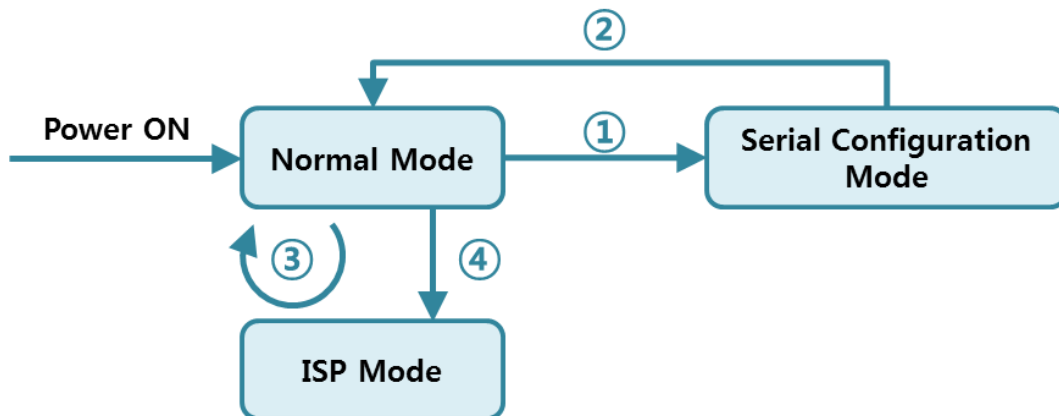 ②
Power ON
Normal Mode
①
Serial Configuration
Mode
③
④
ISP Mode